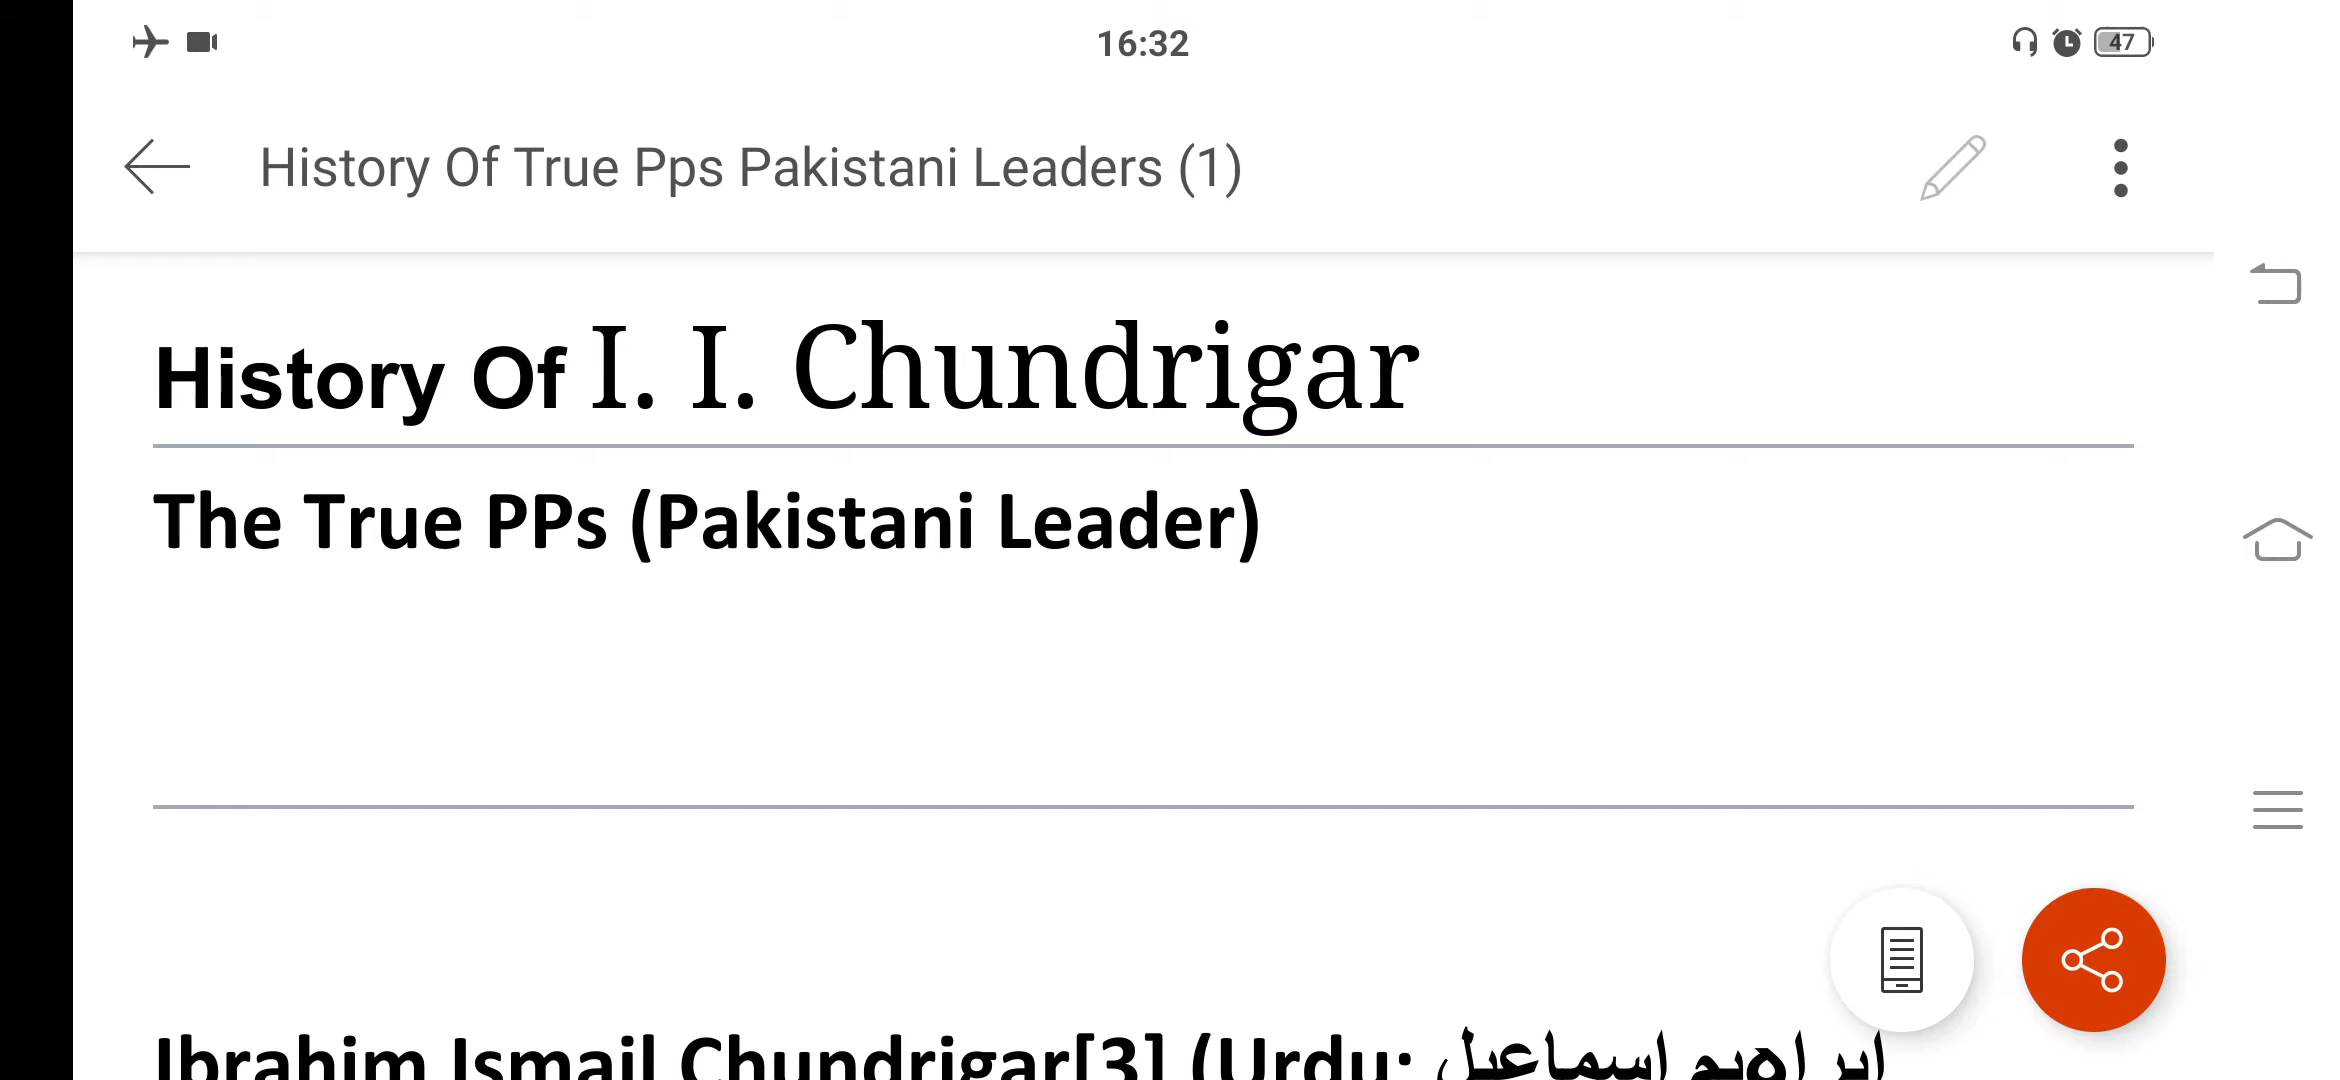 16:32
47
History Of True Pps Pakistani Leaders (1)
History Of I. I. Chundrigar
The True PPs (Pakistani Leader)
Ibrahim Ismail Chundrigar[3] (Urdu: ابراہیم اسماعیل